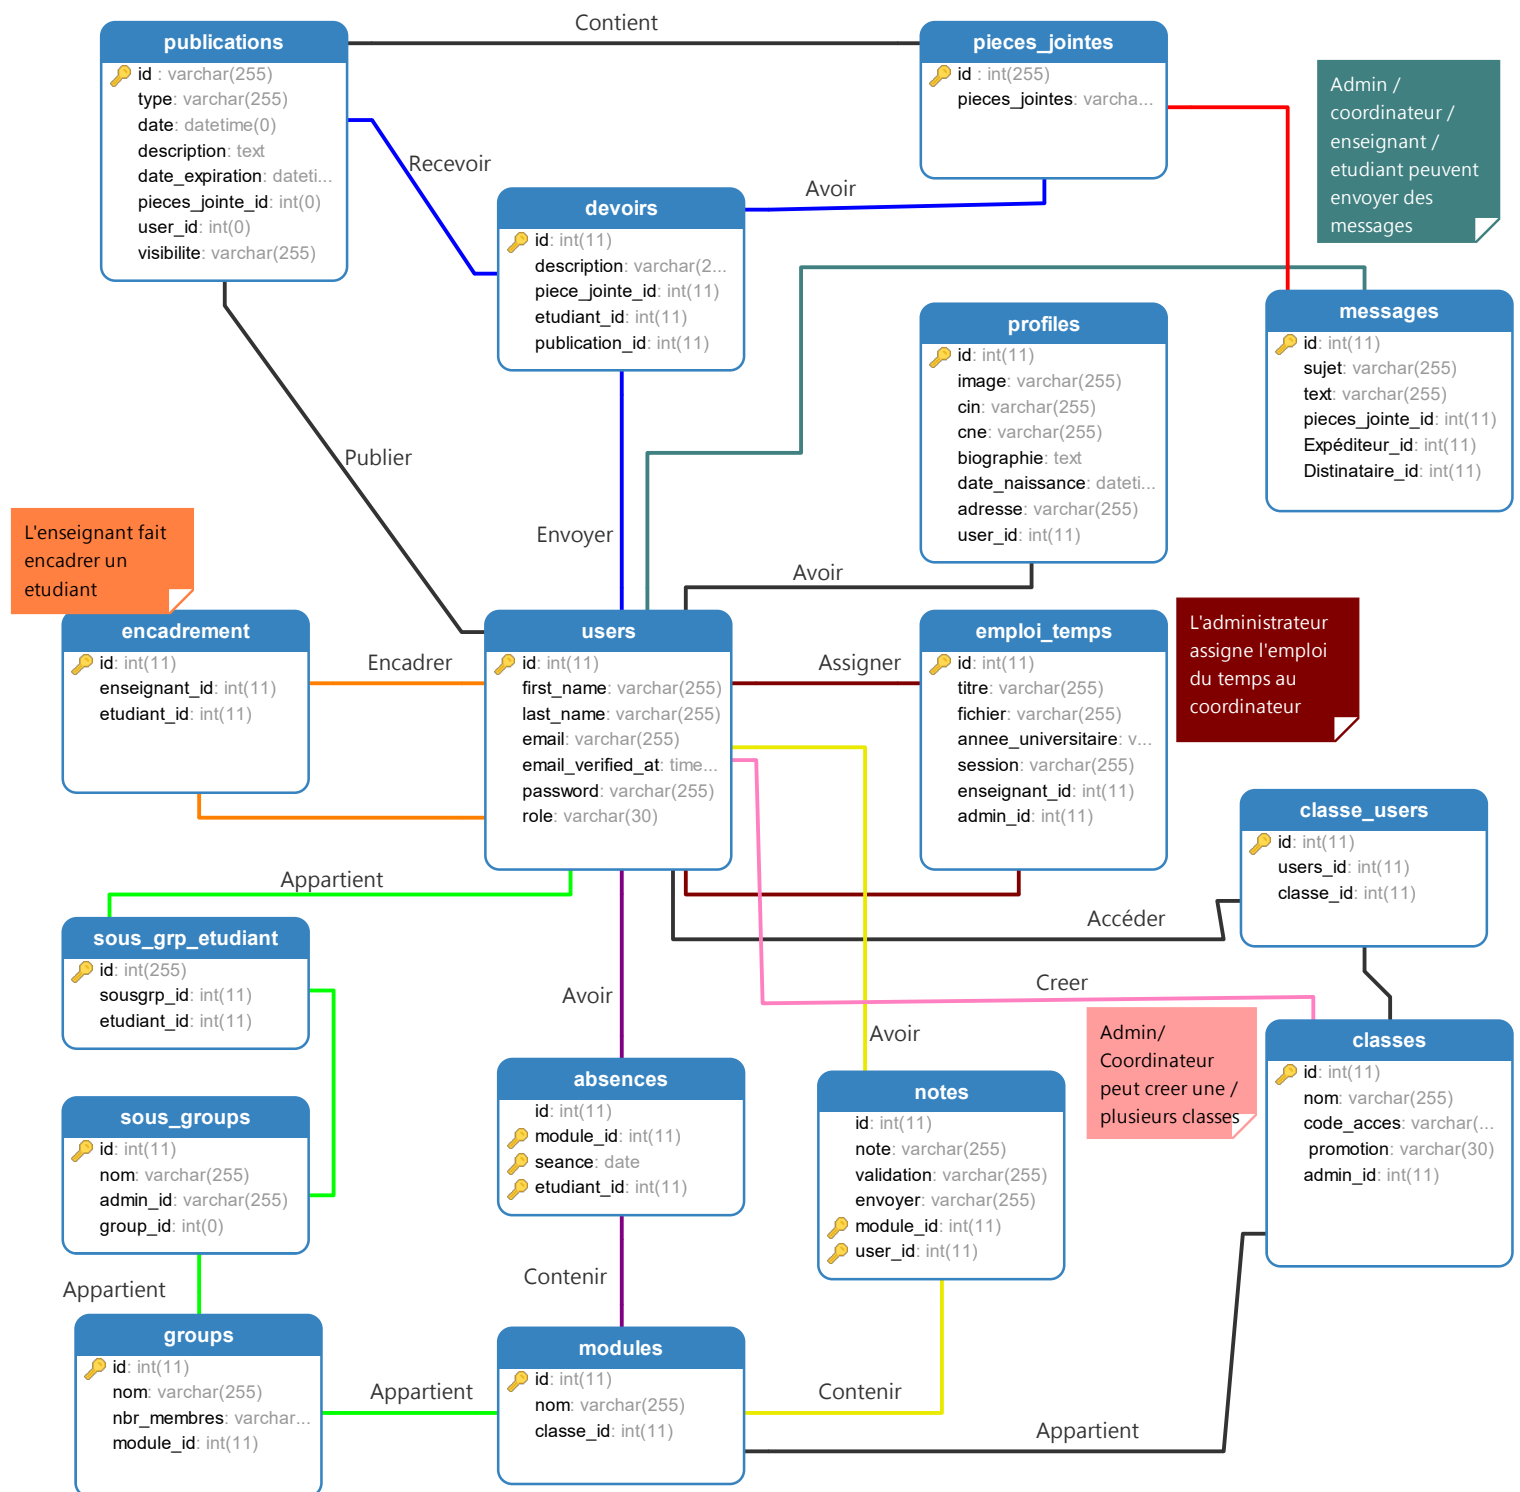 Contient
publications
id : varchar(255)
type: varchar(255)
date: datetime(0)
description: text
date_expiration: dateti...
pieces_jointe_id: int(0)
user_id: int(0)
visibilite: varchar(255)
pieces_jointes
id : int(255)
pieces_jointes: varcha...
Admin /
coordinateur /
enseignant /
etudiant peuvent
envoyer des
messages
Recevoir
Avoir
devoirs
id: int(11)
description: varchar(2...
piece_jointe_id: int(11)
etudiant_id: int(11)
publication_id: int(11)
profiles
id: int(11)
image: varchar(255)
cin: varchar(255)
cne: varchar(255)
biographie: text
date_naissance: dateti...
adresse: varchar(255)
user_id: int(11)
messages
id: int(11)
sujet: varchar(255)
text: varchar(255)
pieces_jointe_id: int(11)
Expéditeur_id: int(11)
Distinataire_id: int(11)
Publier
Envoyer
Avoir
L'enseignant fait
encadrer un
etudiant
encadrement
id: int(11)
enseignant_id: int(11)
etudiant_id: int(11)
Encadrer
users
id: int(11)
first_name: varchar(255)
last_name: varchar(255)
email: varchar(255)
email_verified_at: time...
password: varchar(255)
role: varchar(30)
Assigner
emploi_temps
id: int(11)
titre: varchar(255)
fichier: varchar(255)
annee_universitaire: v...
session: varchar(255)
enseignant_id: int(11)
admin_id: int(11)
L'administrateur
assigne l'emploi
du temps au
coordinateur
classe_users
id: int(11)
users_id: int(11)
classe_id: int(11)
Appartient
Accéder
sous_grp_etudiant
id: int(255)
sousgrp_id: int(11)
etudiant_id: int(11)
Avoir
Creer
Avoir
Admin/
Coordinateur
peut creer une /
plusieurs classes
classes
id: int(11)
nom: varchar(255)
code_acces: varchar(...
promotion: varchar(30)
admin_id: int(11)
sous_groups
id: int(11)
nom: varchar(255)
admin_id: varchar(255)
group_id: int(0)
absences
id: int(11)
module_id: int(11)
seance: date
etudiant_id: int(11)
notes
id: int(11)
note: varchar(255)
validation: varchar(255)
envoyer: varchar(255)
module_id: int(11)
user_id: int(11)
Appartient
Contenir
groups
id: int(11)
nom: varchar(255)
nbr_membres: varchar...
module_id: int(11)
Appartient
modules
id: int(11)
nom: varchar(255)
classe_id: int(11)
Contenir
Appartient